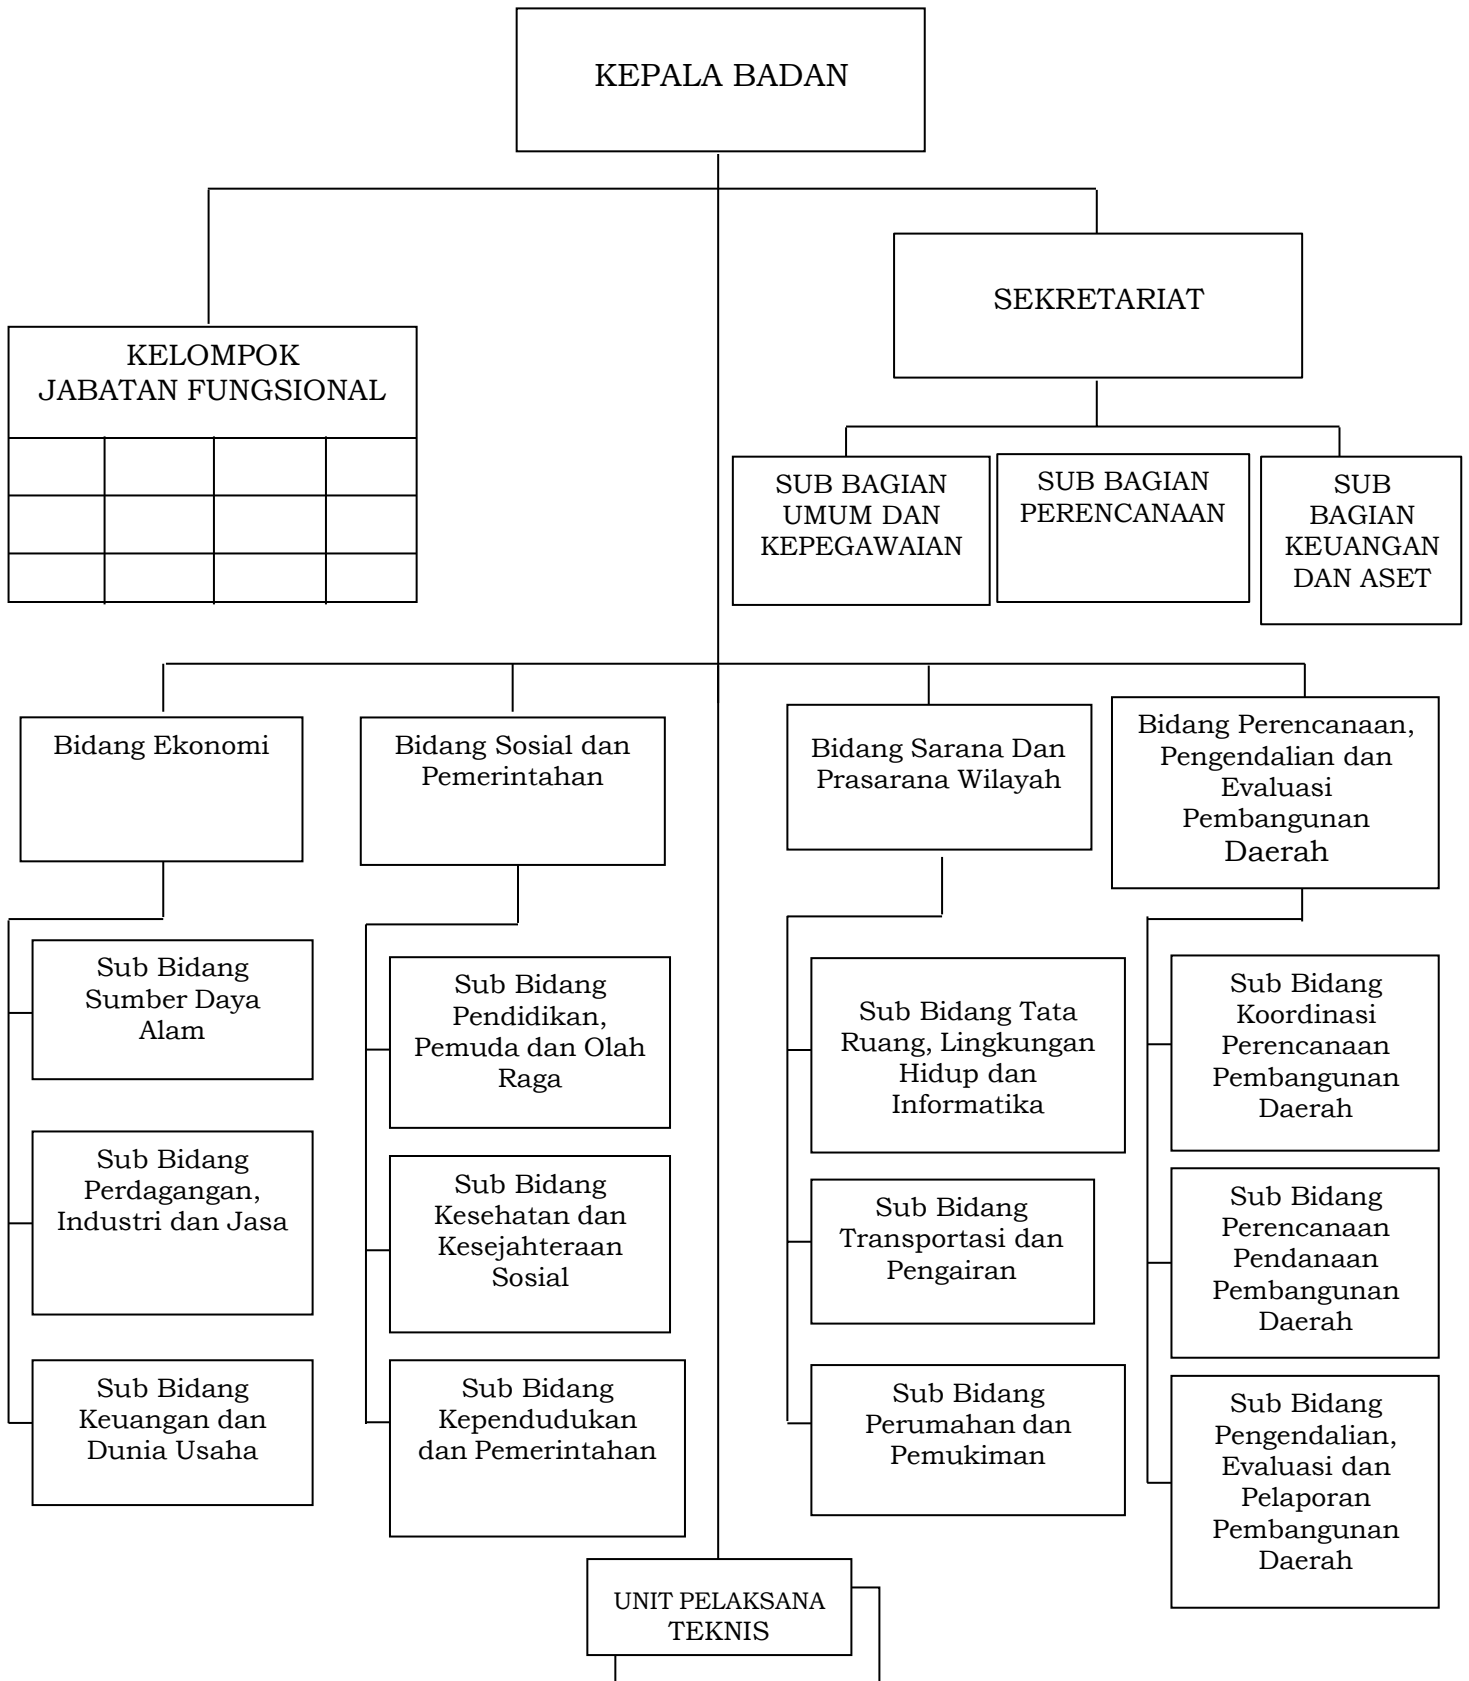 KEPALA BADAN
SEKRETARIAT
KELOMPOK
JABATAN FUNGSIONAL
SUB BAGIAN
UMUM DAN
KEPEGAWAIAN
SUB BAGIAN
PERENCANAAN
SUB
BAGIAN
KEUANGAN
DAN ASET
Bidang Ekonomi
Bidang Sosial dan
Pemerintahan
Bidang Sarana Dan
Prasarana Wilayah
Bidang Perencanaan,
Pengendalian dan
Evaluasi
Pembangunan
Daerah
Sub Bidang
Sumber Daya
Alam
Sub Bidang
Perdagangan,
Industri dan Jasa
Sub Bidang
Keuangan dan
Dunia Usaha
Sub Bidang
Pendidikan,
Pemuda dan Olah
Raga
Sub Bidang
Kesehatan dan
Kesejahteraan
Sosial
Sub Bidang
Kependudukan
dan Pemerintahan
Sub Bidang Tata
Ruang, Lingkungan
Hidup dan
Informatika
Sub Bidang
Transportasi dan
Pengairan
Sub Bidang
Perumahan dan
Pemukiman
Sub Bidang
Koordinasi
Perencanaan
Pembangunan
Daerah
Sub Bidang
Perencanaan
Pendanaan
Pembangunan
Daerah
Sub Bidang
Pengendalian,
Evaluasi dan
Pelaporan
Pembangunan
Daerah
UNIT PELAKSANA
TEKNIS